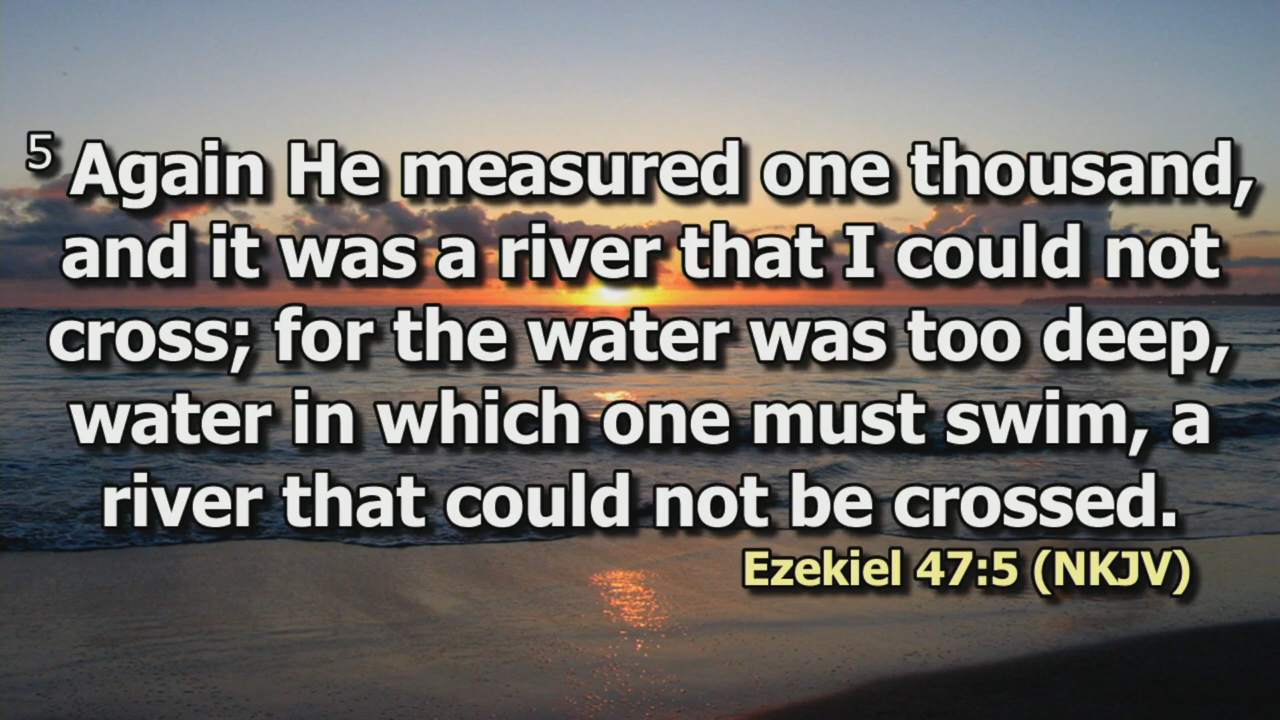 5 Again He measured one thousand,
and it was a river that I could not
cross; for the water was too deep,
water in which one must swim, a
river that could not be crossed.
Ezekiel 47:5 (NKJV)